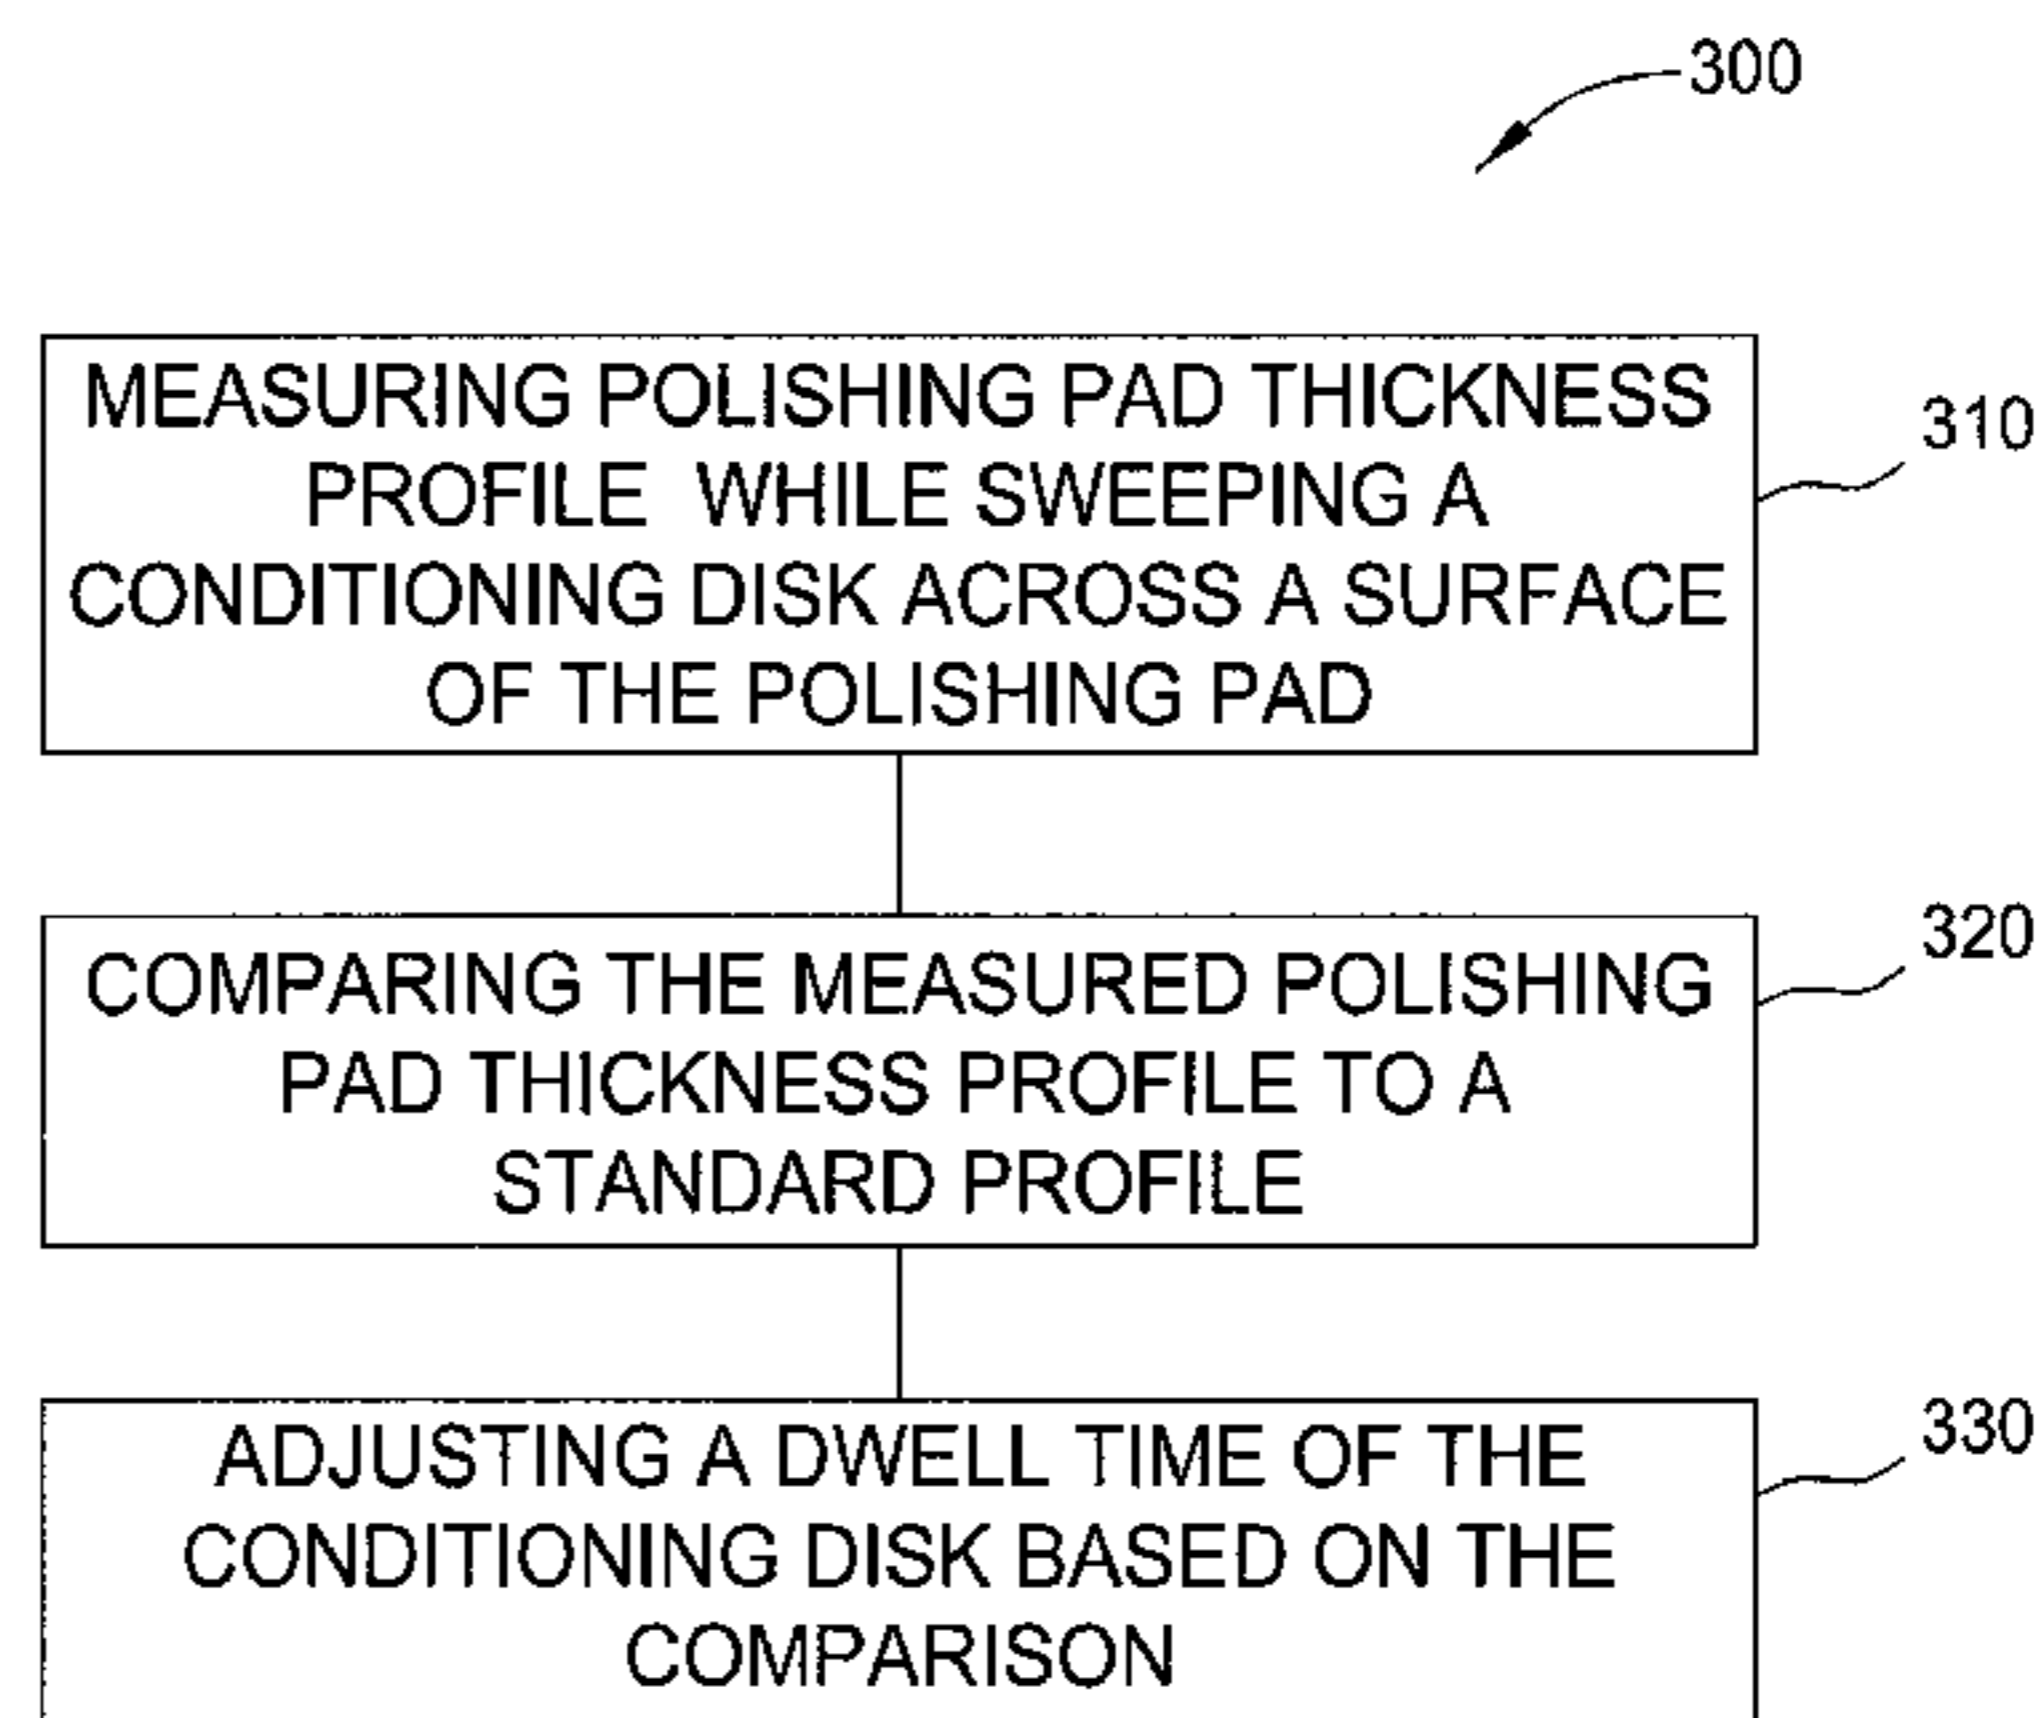 300
MEASURING POLISHING PAD THICKNESS
PROFILE WHILE SWEEPING A
CONDITIONING DISK ACROSS A SURFACE
OF THE POLISHING PAD
310
COMPARING THE MEASURED POLISHING
PAD THICKNESS PROFILE TO A
STANDARD PROFILE
320
ADJUSTING A DWELL TIME OF THE
CONDITIONING DISK BASED ON THE
COMPARISON
330